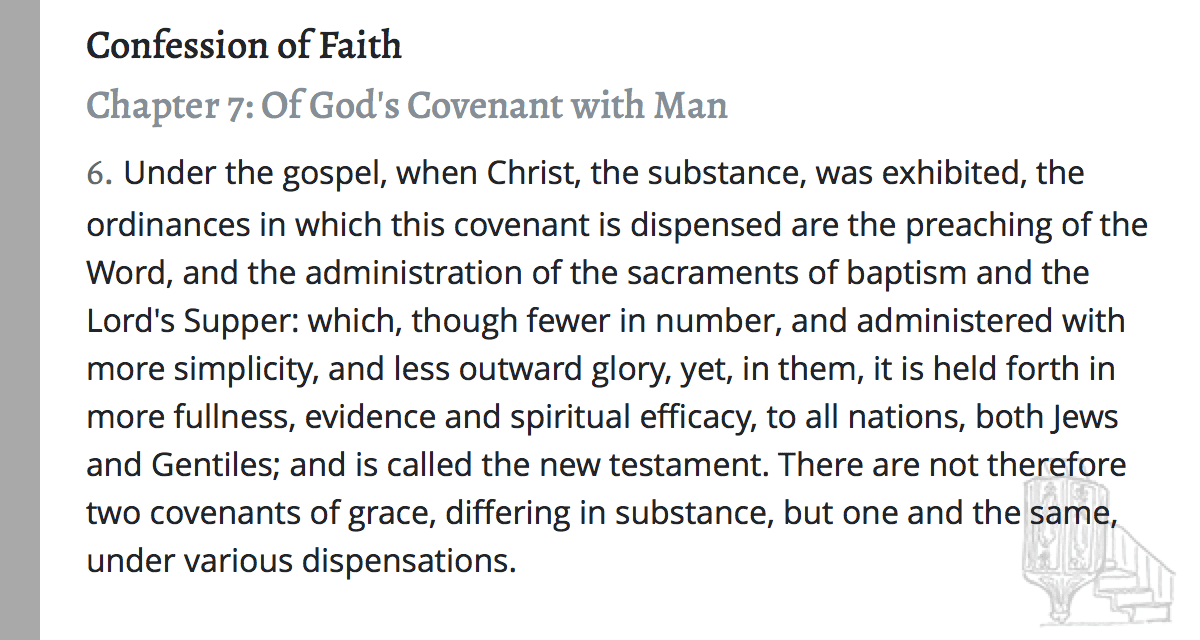 Confession of Faith
Chapter 7: Of God's Covenant with Man
6. Under the gospel, when Christ, the substance, was exhibited, the
ordinances in which this covenant is dispensed are the preaching of the
Word, and the administration of the sacraments of baptism and the
Lord's Supper: which, though fewer in number, and administered with
more simplicity, and less outward glory, yet, in them, it is held forth in
more fullness, evidence and spiritual efficacy, to all nations, both Jews
and Gentiles; and is called the new testament. There are not therefore
two covenants of grace, differing in substance, but one and the same,
under various dispensations.